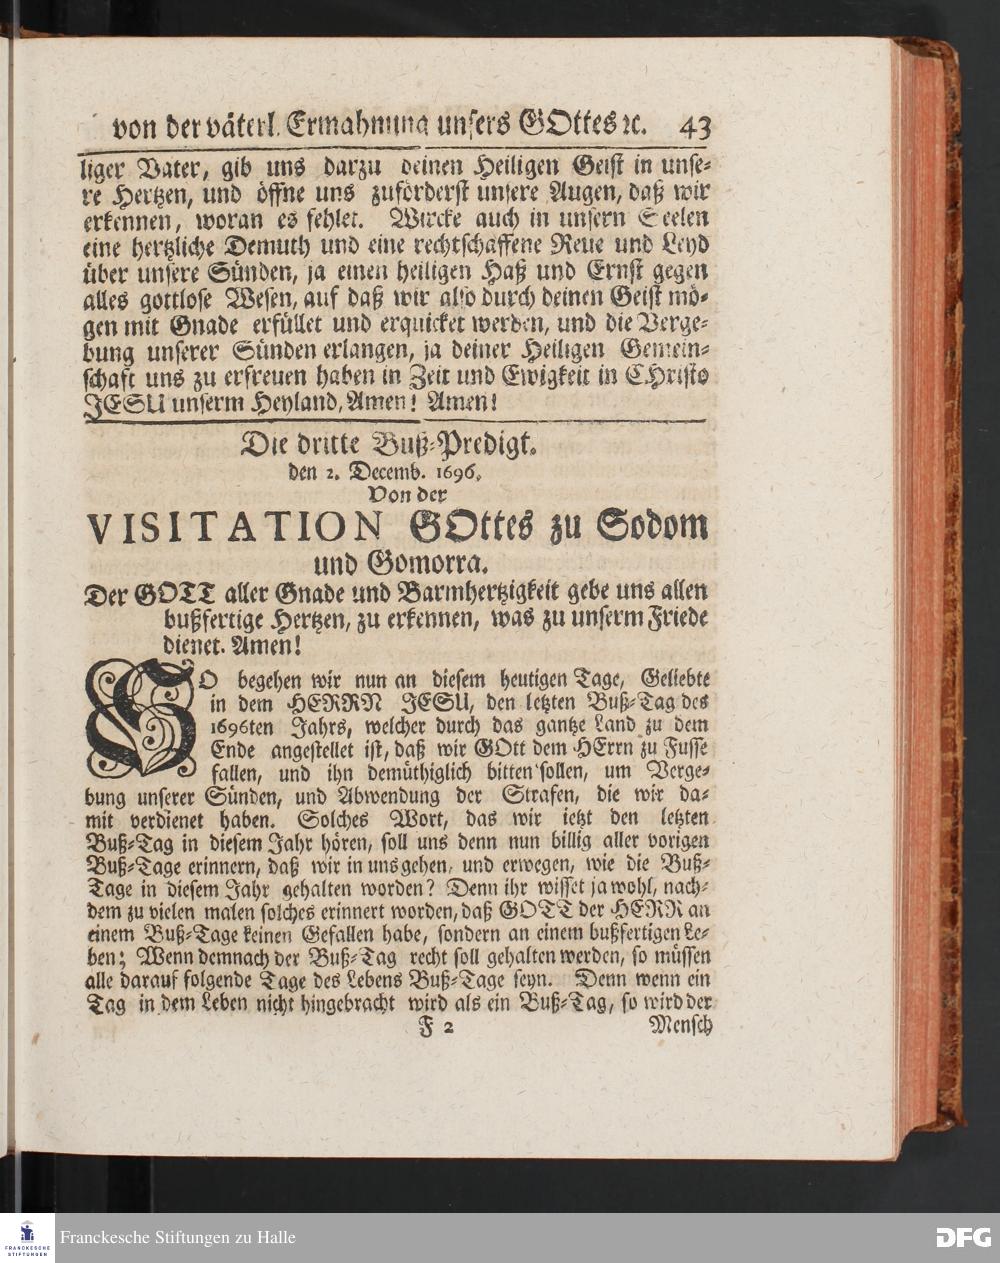 von der väterl. Ermahnung unsers GOttes ꝛc. 43
liger Vater, gib uns darzu deinen Heiligen Geist in unse-
re Hertzen, und öffne uns zuförderst unsere Augen, daß wir
erkennen, woran es fehlet. Wircke auch in unsern Seelen
eine hertzliche Demuth und eine rechtschaffene Reue und Leyd
über unsere Sünden, ja einen heiligen Haß und Ernst gegen
alles gottlose Wesen, auf daß wir also durch deinen Geist mö-
gen mit Gnade erfüllet und erquicket werden, und die Verge-
bung unserer Sünden erlangen, ja deiner Heiligen Gemein-
schaft uns zu erfreuen haben in Zeit und Ewigkeit in CHristo
JESU unserm Heyland, Amen! Amen!
Die dritte Buß-Predigt.
den 2. Decemb. 1696.
Von der
VISITATION GOttes zu Sodom
und Gomorra.
Der GOTT aller Gnade und Barmhertzigkeit gebe uns allen
bußfertige Hertzen, zu erkennen, was zu unserm Friede
dienet. Amen!
SO begehen wir nun an diesem heutigen Tage, Geliebte
in dem HERRN JESU, den letzten Buß-Tag des
1696ten Jahrs, welcher durch das gantze Land zu dem
Ende angestellet ist, daß wir GOtt dem HErrn zu Fusse
fallen, und ihn demüthiglich bitten sollen, um Verge-
bung unserer Sünden, und Abwendung der Strafen, die wir da-
mit verdienet haben. Solches Wort, das wir ietzt den letzten
Buß-Tag in diesem Jahr hören, soll uns denn nun billig aller vorigen
Buß-Tage erinnern, daß wir in uns gehen, und erwegen, wie die Buß-
Tage in diesem Jahr gehalten worden? Denn ihr wisset ja wohl, nach-
dem zu vielen malen solches erinnert worden, daß GOTT der HERR an
einem Buß-Tage keinen Gefallen habe, sondern an einem bußfertigen Le-
ben; Wenn demnach der Buß-Tag recht soll gehalten werden, so müssen
alle darauf folgende Tage des Lebens Buß-Tage seyn. Denn wenn ein
Tag in dem Leben nicht hingebracht wird als ein Buß-Tag, so wird der
F 2 Mensch
FRANCKESCHE
STIFTUNGEN
Franckesche Stiftungen zu Halle
DFG